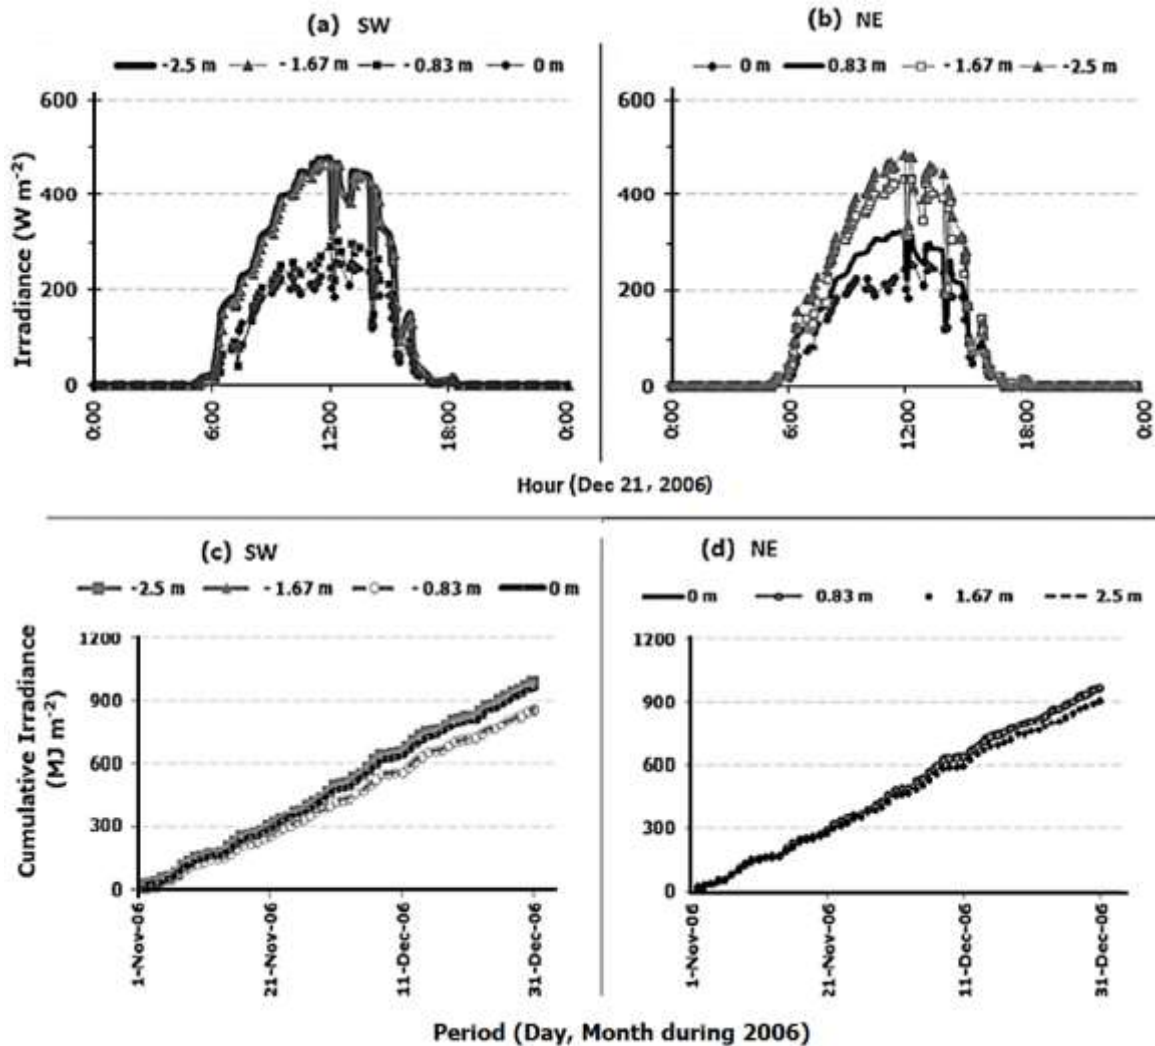 (a) SW
-2.5 m - 1.67 m - 0.83 m 0 m
600
400
200
0
Irradiance (W m⁻²)
0:00
6:00
12:00
18:00
0:00
(b) NE
0 m 0.83 m -1.67 m -2.5 m
600
400
200
0
0:00
6:00
12:00
18:00
0:00
Hour (Dec 21, 2006)
(c) SW
-2.5 m - 1.67 m - 0.83 m 0 m
1200
900
600
300
0
Cumulative Irradiance
(MJ m⁻²)
1-Nov-06
21-Nov-06
11-Dec-06
31-Dec-06
(d) NE
0 m 0.83 m 1.67 m 2.5 m
1200
900
600
300
0
1-Nov-06
21-Nov-06
11-Dec-06
31-Dec-06
Period (Day, Month during 2006)